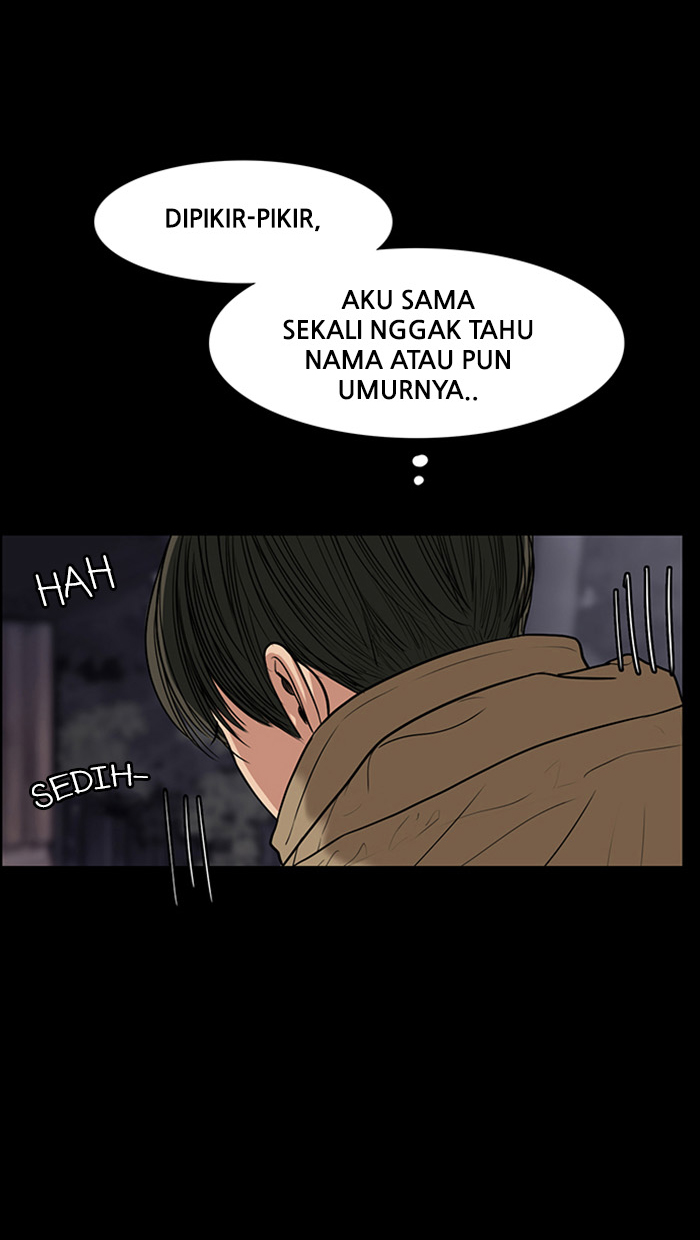 DIPIKIR-PIKIR,
AKU SAMA
SEKALI NGGAK TAHU
NAMA ATAU PUN
UMURNYA..
HAH
SEDIH-